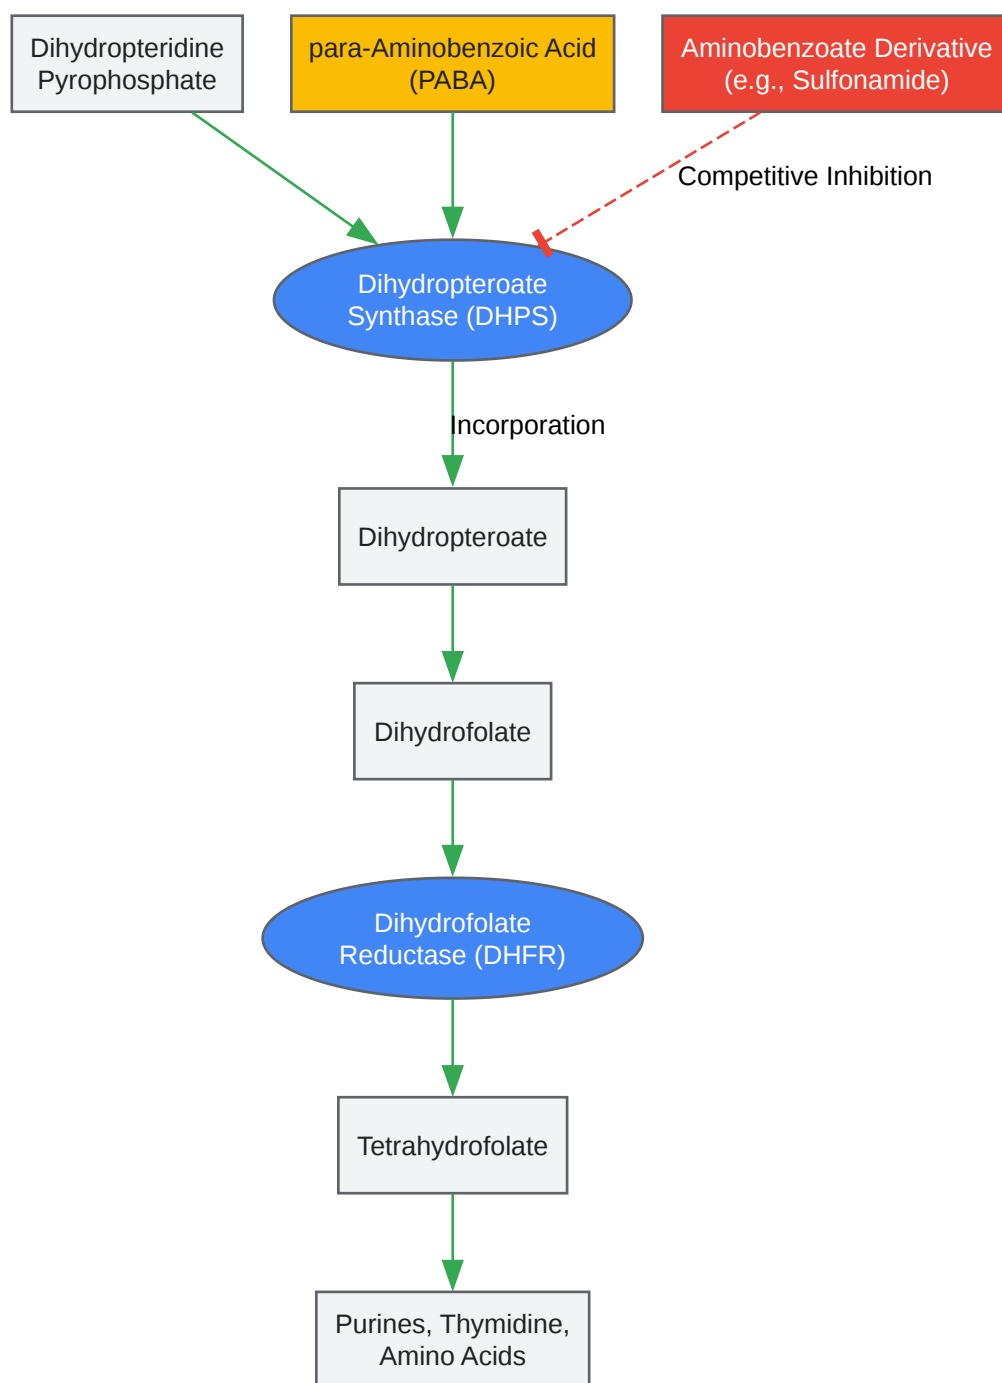 Dihydropteridine
Pyrophosphate
para-Aminobenzoic Acid
(PABA)
Aminobenzoate Derivative
(e.g., Sulfonamide)
Competitive Inhibition
Dihydropteroate
Synthase (DHPS)
Incorporation
Dihydropteroate
Dihydrofolate
Dihydrofolate
Reductase (DHFR)
Tetrahydrofolate
Purines, Thymidine,
Amino Acids